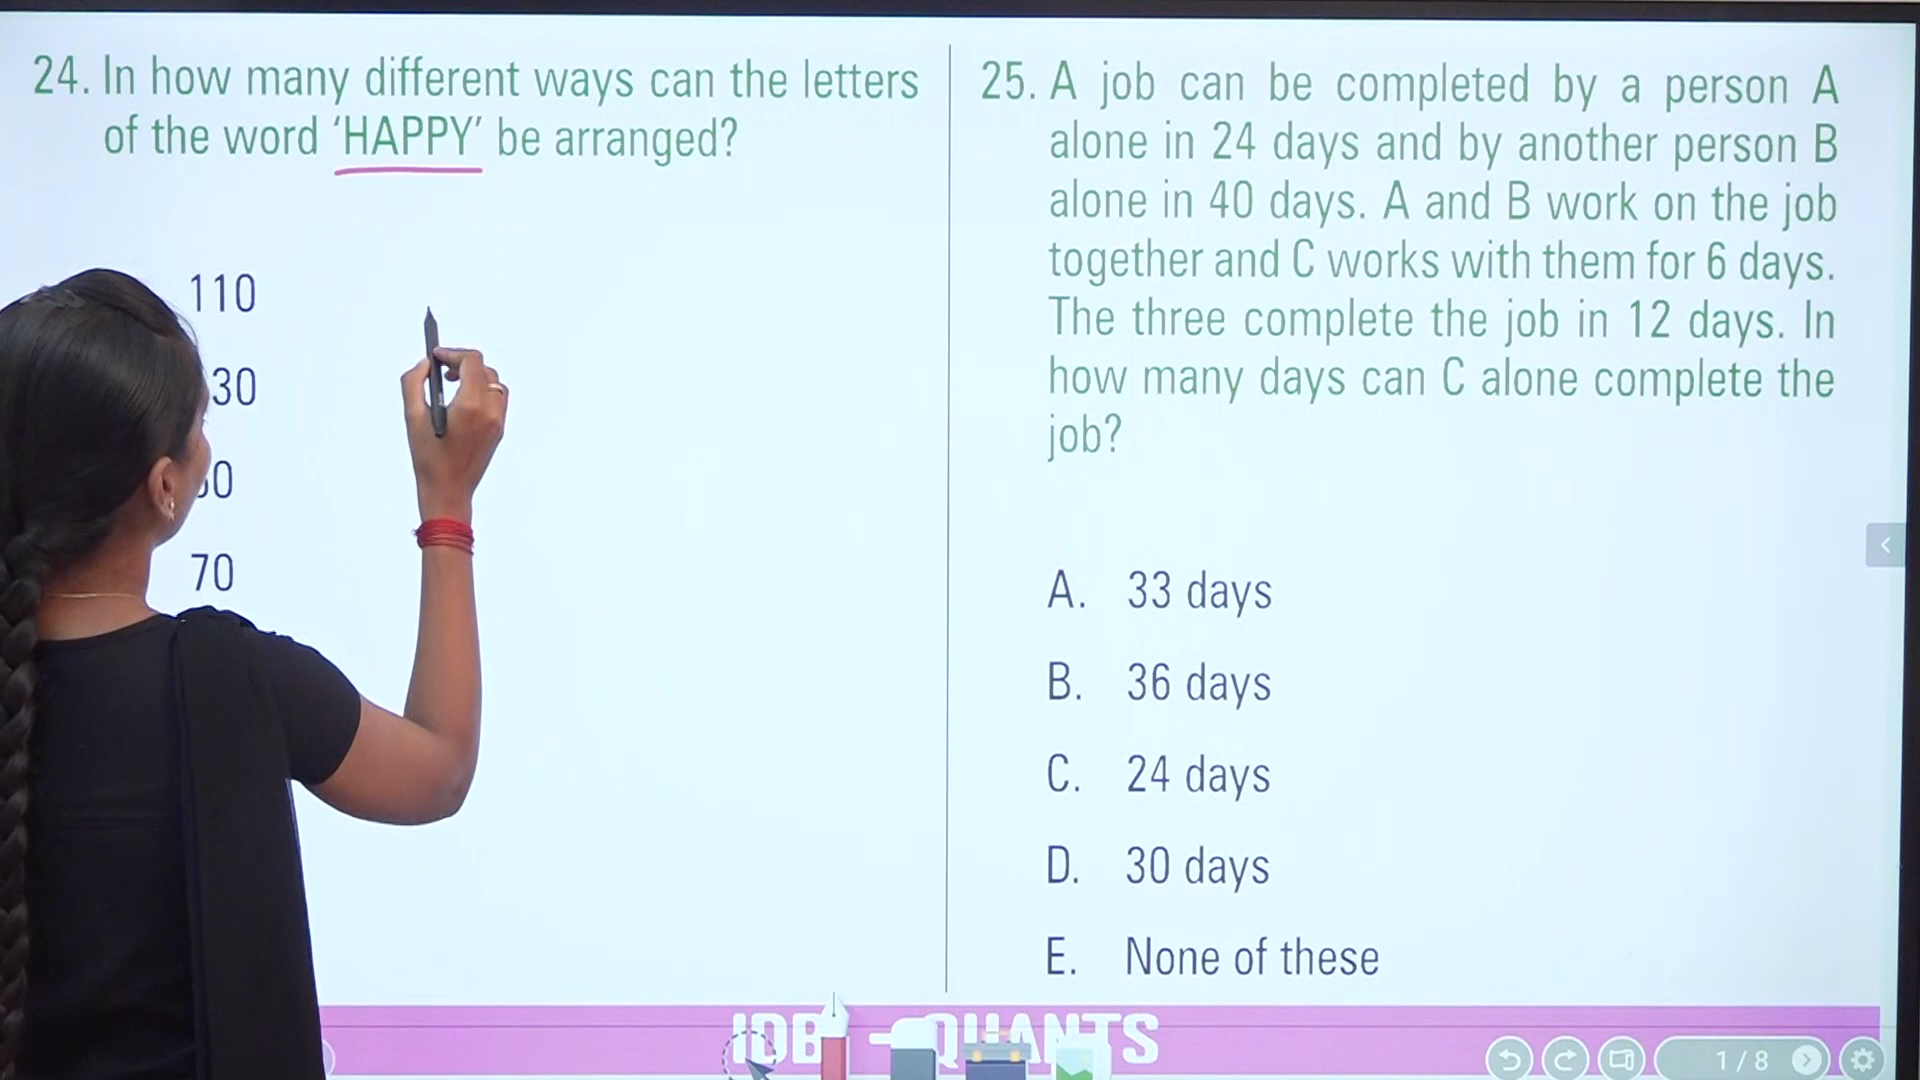 24. In how many different ways can the letters
of the word ‘HAPPY’ be arranged?
110
30
70
25. A job can be completed by a person A
alone in 24 days and by another person B
alone in 40 days. A and B work on the job
together and C works with them for 6 days.
The three complete the job in 12 days. In
how many days can C alone complete the
job?
A. 33 days
B. 36 days
C. 24 days
D. 30 days
E. None of these
QUANTS
1 / 8